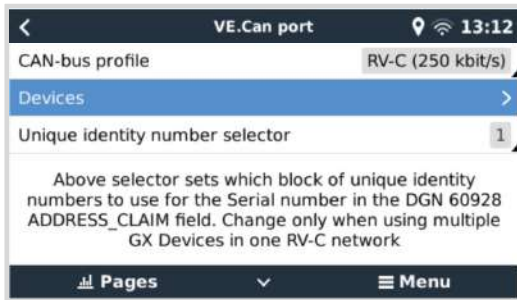 VE.Can port 13:12
CAN-bus profile RV-C (250 kbit/s)
Devices
Unique identity number selector 1
Above selector sets which block of unique identity
numbers to use for the Serial number in the DGN 60928
ADDRESS_CLAIM field. Change only when using multiple
GX Devices in one RV-C network
Pages Menu